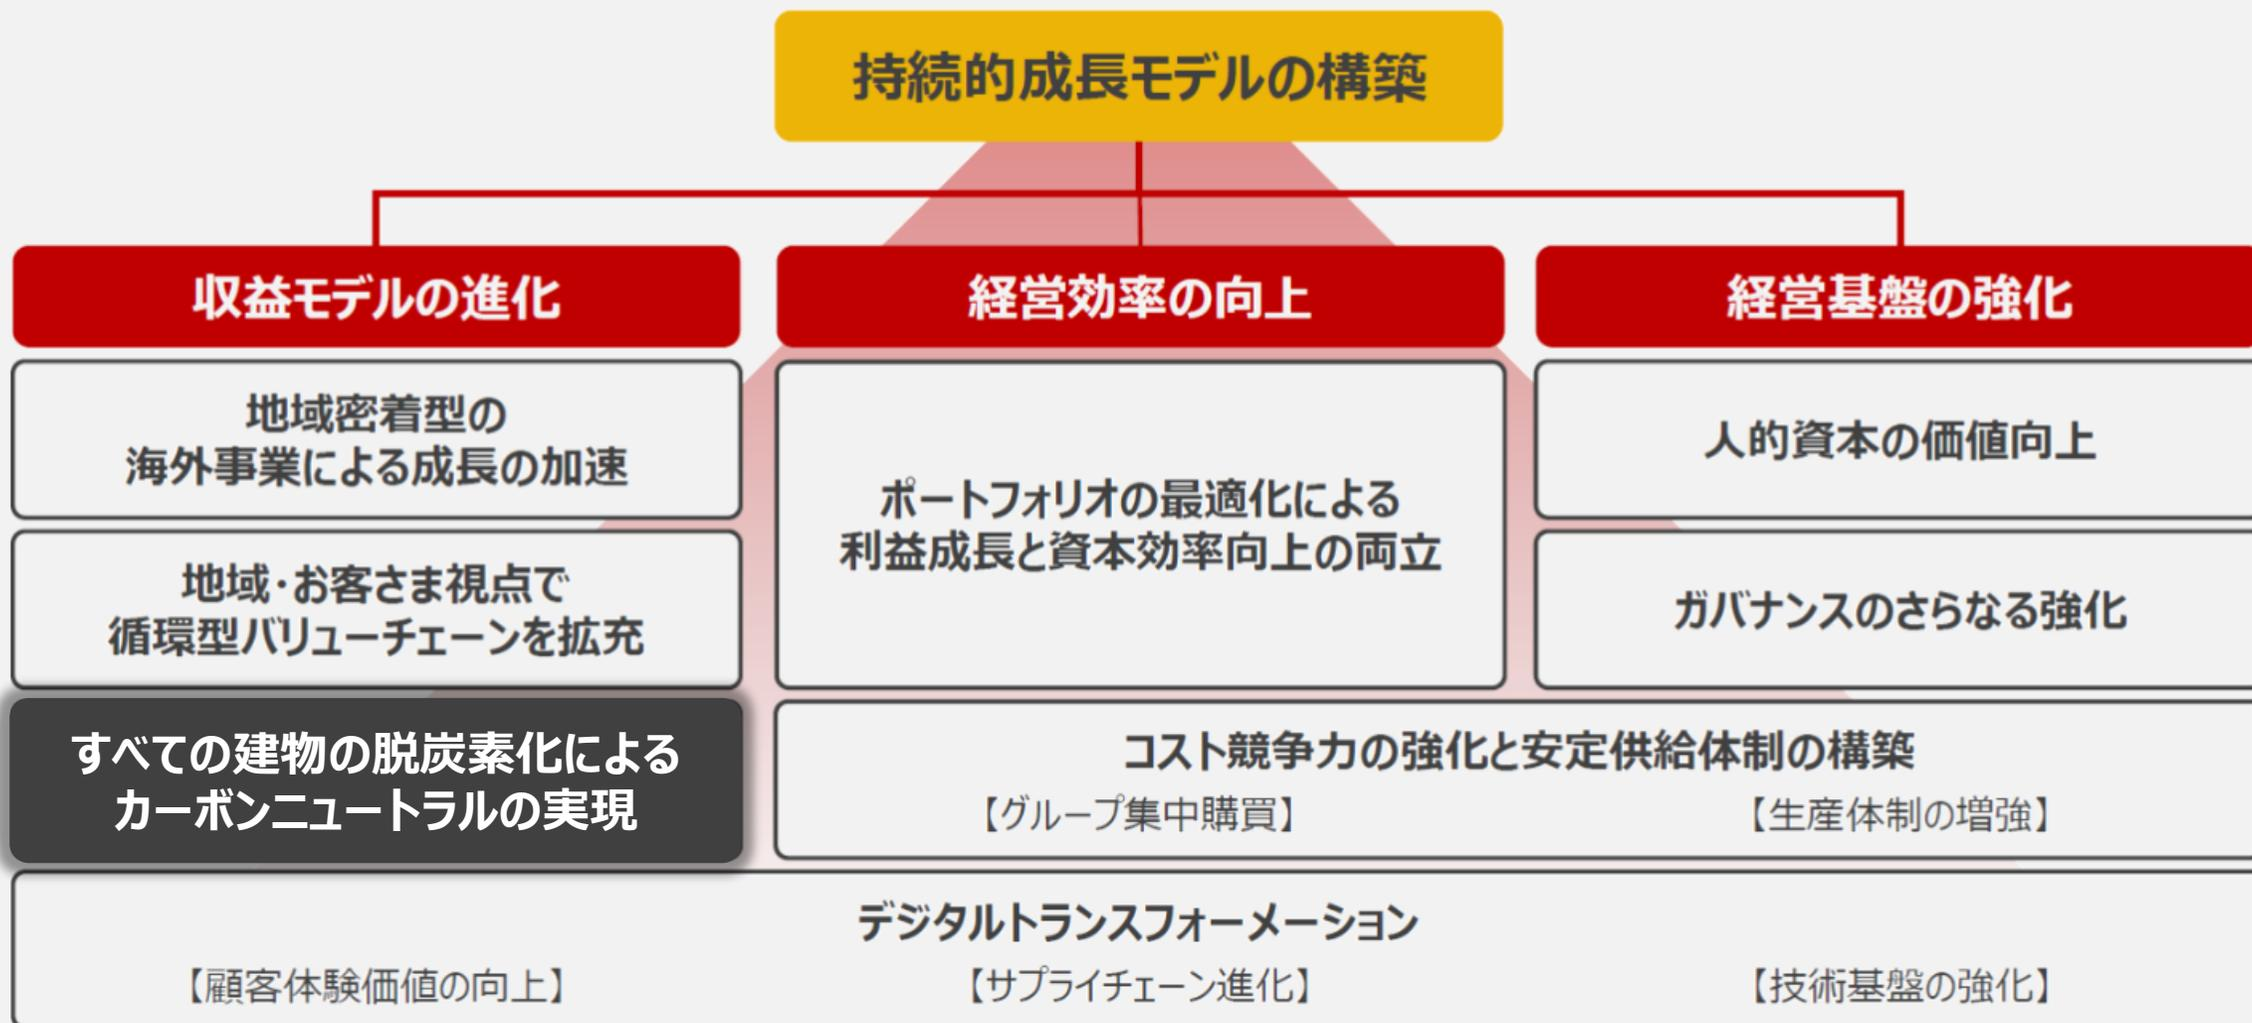 持続的成長モデルの構築
収益モデルの進化
経営効率の向上
経営基盤の強化
地域密着型の
海外事業による成長の加速
地域・お客さま視点で
循環型バリューチェーンを拡充
すべての建物の脱炭素化による
カーボンニュートラルの実現
ポートフォリオの最適化による
利益成長と資本効率向上の両立
人的資本の価値向上
ガバナンスのさらなる強化
コスト競争力の強化と安定供給体制の構築
【グループ集中購買】
【生産体制の増強】
デジタルトランスフォーメーション
【顧客体験価値の向上】
【サプライチェーン進化】
【技術基盤の強化】